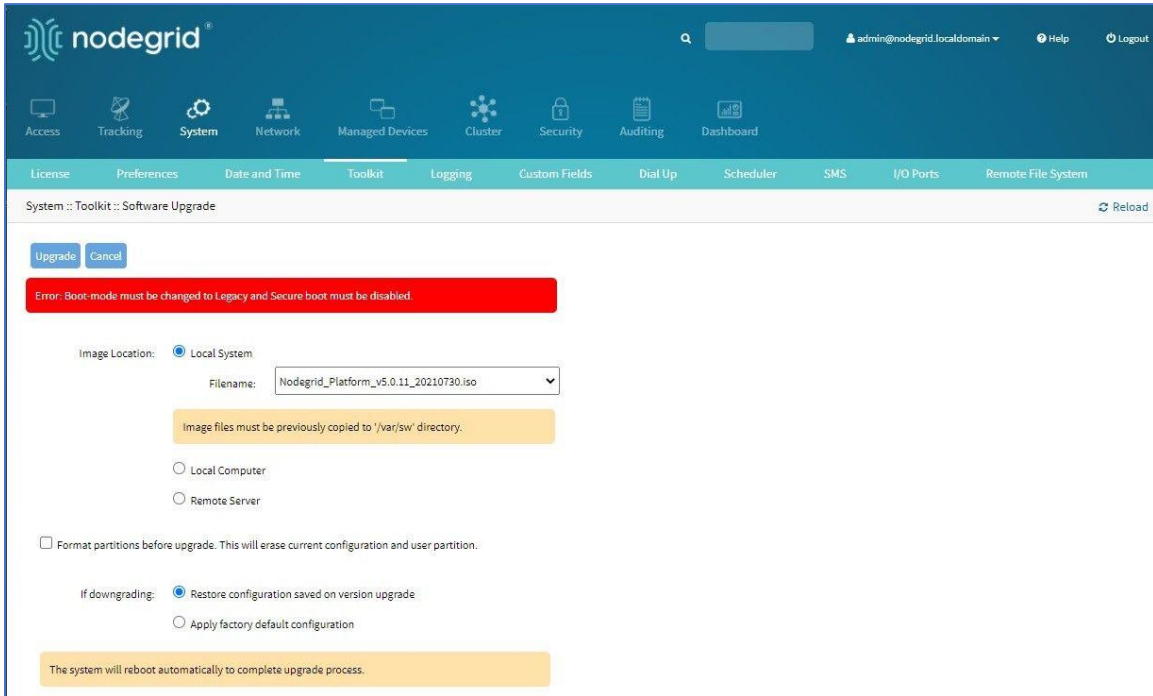 nodegrid®
admin@nodegrid.localdomain
Help
Logout
Access
Tracking
System
Network
Managed Devices
Cluster
Security
Auditing
Dashboard
License
Preferences
Date and Time
Toolkit
Logging
Custom Fields
Dial Up
Scheduler
SMS
I/O Ports
Remote File System
System :: Toolkit :: Software Upgrade
Reload
Upgrade
Cancel
Error: Boot-mode must be changed to Legacy and Secure boot must be disabled.
Image Location:
Local System
Filename:
Nodegrid_Platform_v5.0.11_20210730.iso
Image files must be previously copied to '/var/sw' directory.
Local Computer
Remote Server
Format partitions before upgrade. This will erase current configuration and user partition.
If downgrading:
Restore configuration saved on version upgrade
Apply factory default configuration
The system will reboot automatically to complete upgrade process.